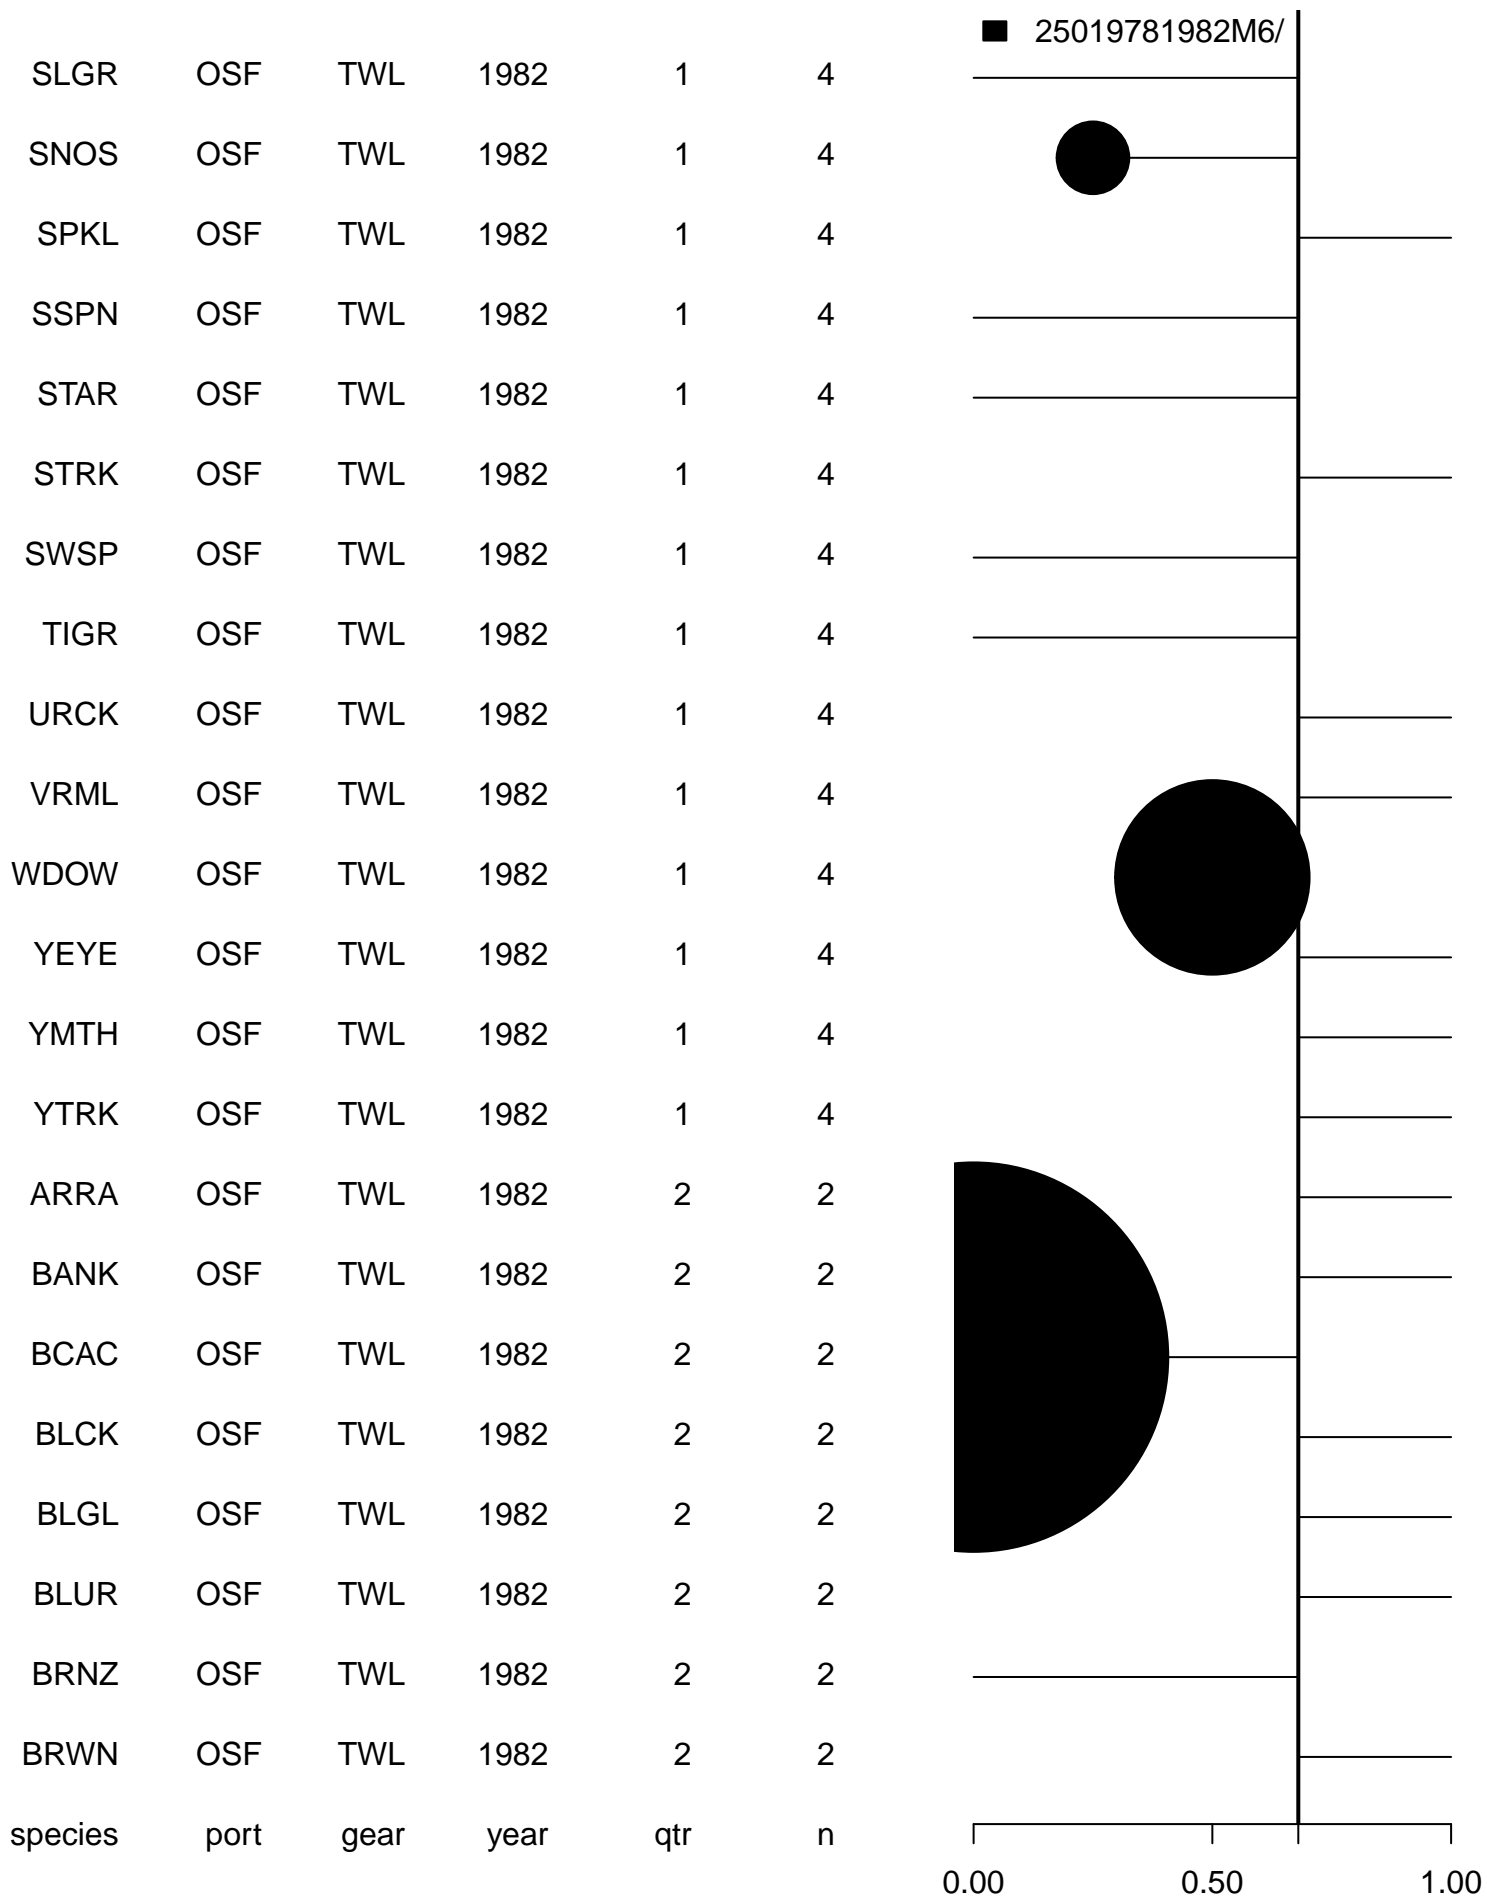 25019781982M6/
SLGR OSF TWL 1982 1 4
SNOS OSF TWL 1982 1 4
SPKL OSF TWL 1982 1 4
SSPN OSF TWL 1982 1 4
STAR OSF TWL 1982 1 4
STRK OSF TWL 1982 1 4
SWSP OSF TWL 1982 1 4
TIGR OSF TWL 1982 1 4
URCK OSF TWL 1982 1 4
VRML OSF TWL 1982 1 4
WDOW OSF TWL 1982 1 4
YEYE OSF TWL 1982 1 4
YMTH OSF TWL 1982 1 4
YTRK OSF TWL 1982 1 4
ARRA OSF TWL 1982 2 2
BANK OSF TWL 1982 2 2
BCAC OSF TWL 1982 2 2
BLCK OSF TWL 1982 2 2
BLGL OSF TWL 1982 2 2
BLUR OSF TWL 1982 2 2
BRNZ OSF TWL 1982 2 2
BRWN OSF TWL 1982 2 2
species port gear year qtr n
0.00 0.50 1.00